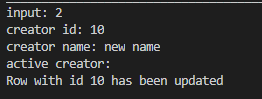 input: 2
creator id: 10
creator name: new name
active creator:
Row with id 10 has been updated